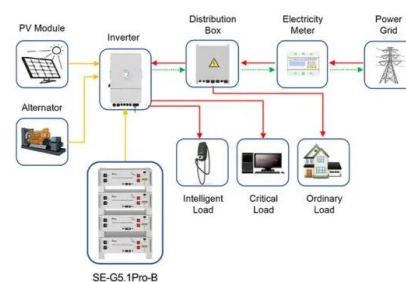 PV Module
Inverter
Distribution
Box
Electricity
Meter
Power
Grid
Alternator
Intelligent
Load
Critical
Load
Ordinary
Load
SE-G5.1Pro-B